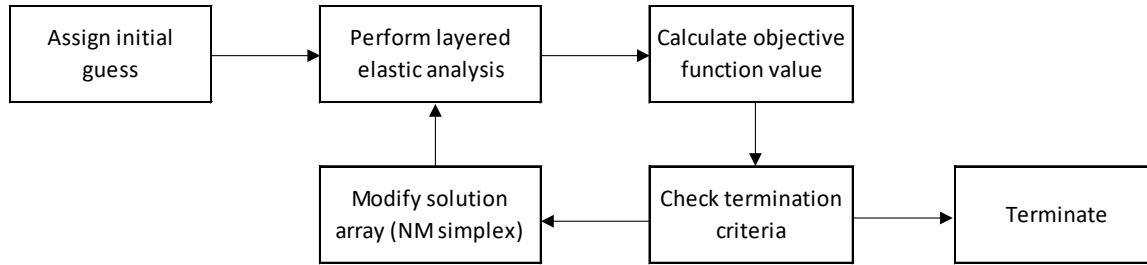 Assign initial
guess
Perform layered
elastic analysis
Calculate objective
function value
Modify solution
array (NM simplex)
Check termination
criteria
Terminate